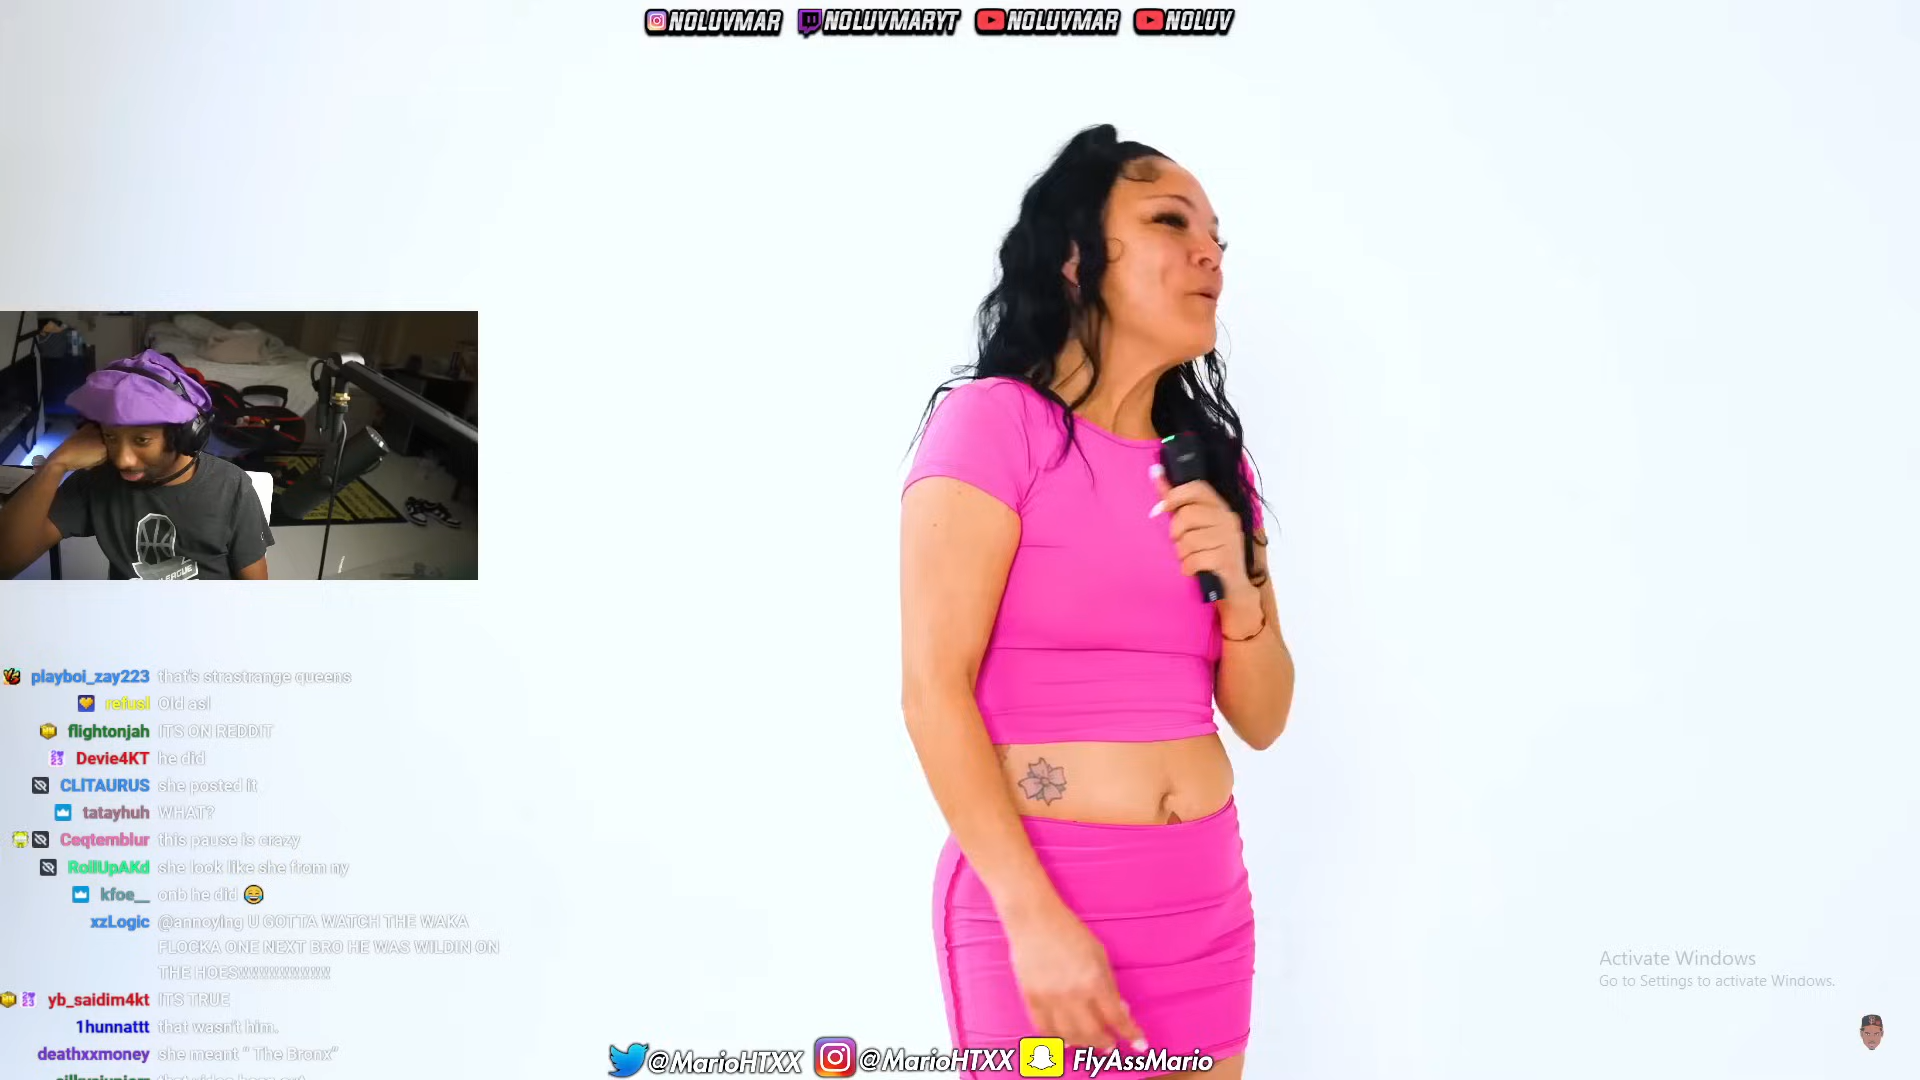 NOLUVMAR NOLUVMARYT NOLUVMAR NOLUV
playboi_zay223 that's strastrange queens
refusl Old asl
flightonjah ITS ON REDDIT
Devie4KT he did
CLITAURUS she posted it
tatayhuh WHAT?
Ceqtemblur this pause is crazy
RollUpAKd she look like she from ny
kfoe__ onb he did 😂
xzLogic @annoying U GOTTA WATCH THE WAKA
FLOCKA ONE NEXT BRO HE WAS WILDIN ON
THE HOES!!!!!!!!!!!!!!!!!!!!
yb_saidim4kt ITS TRUE
1hunnattt that wasn't him.
deathxxmoney she meant " The Bronx"
Activate Windows
Go to Settings to activate Windows.
@MarioHTXX @MarioHTXX FlyAssMario